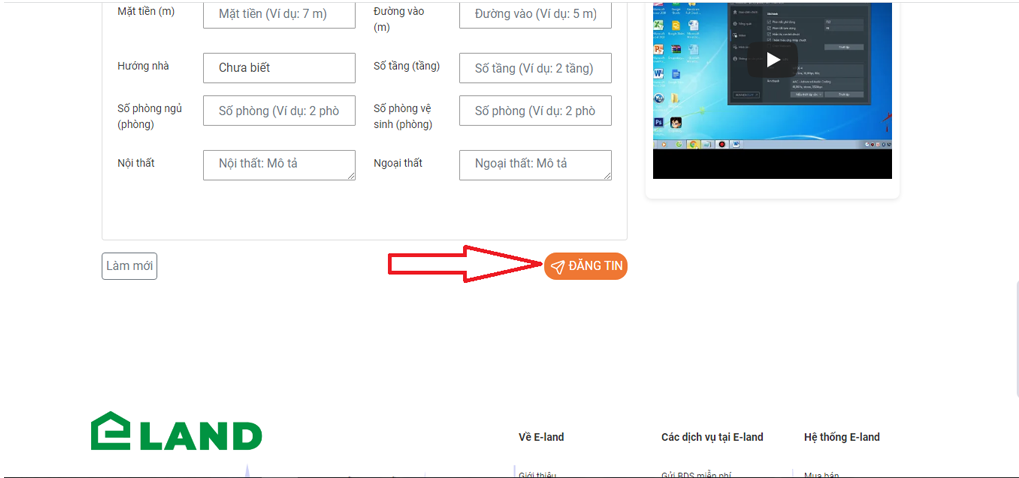 Mặt tiền (m)
Mặt tiền (Ví dụ: 7 m)
Đường vào
(m)
Đường vào (Ví dụ: 5 m)
Hướng nhà
Chưa biết
Số tầng (tầng)
Số tầng (Ví dụ: 2 tầng)
Số phòng ngủ
(phòng)
Số phòng (Ví dụ: 2 phò
Số phòng vệ
sinh (phòng)
Số phòng (Ví dụ: 2 phò
Nội thất
Nội thất: Mô tả
Ngoại thất
Ngoại thất: Mô tả
Làm mới
ĐĂNG TIN
eLAND
Về E-land
Các dịch vụ tại E-land
Hệ thống E-land
Giới thiệu
Gửi BDS miễn phí
Mua bán